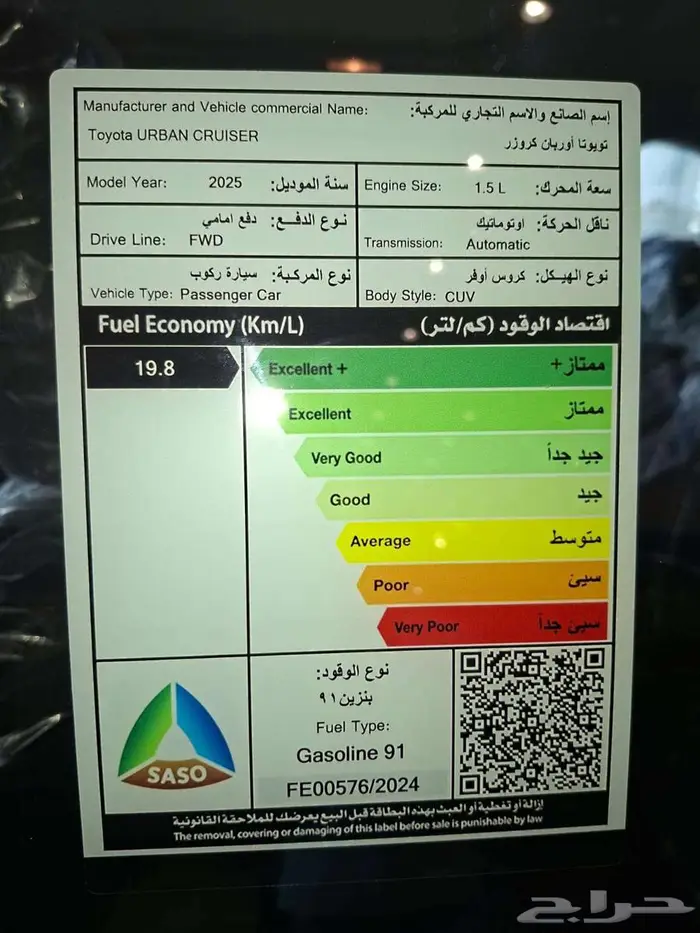 Manufacturer and Vehicle commercial Name: إسم الصانع والاسم التجاري للمركبة:
Toyota URBAN CRUISER تويوتا أوربان كروزر
Model Year: 2025 سنة الموديل:
Engine Size: 1.5 L سعة المحرك:
نوع الدفع: دفع امامي
Drive Line: FWD
ناقل الحركة: اوتوماتيك
Transmission: Automatic
نوع المركبة: سيارة ركوب
Vehicle Type: Passenger Car
نوع الهيكل: كروس أوفر
Body Style: CUV
Fuel Economy (Km/L) اقتصاد الوقود (كم/لتر)
19.8
Excellent + ممتاز+
Excellent ممتاز
Very Good جيد جداً
Good جيد
Average متوسط
Poor سيئ
Very Poor سيئ جداً
SASO
نوع الوقود:
بنزين ٩١
Fuel Type:
Gasoline 91
FE00576/2024
إزالة أو تغطية أو العبث بهذه البطاقة قبل البيع يعرضك للملاحقة القانونية
The removal, covering or damaging of this label before sale is punishable by law
حراج